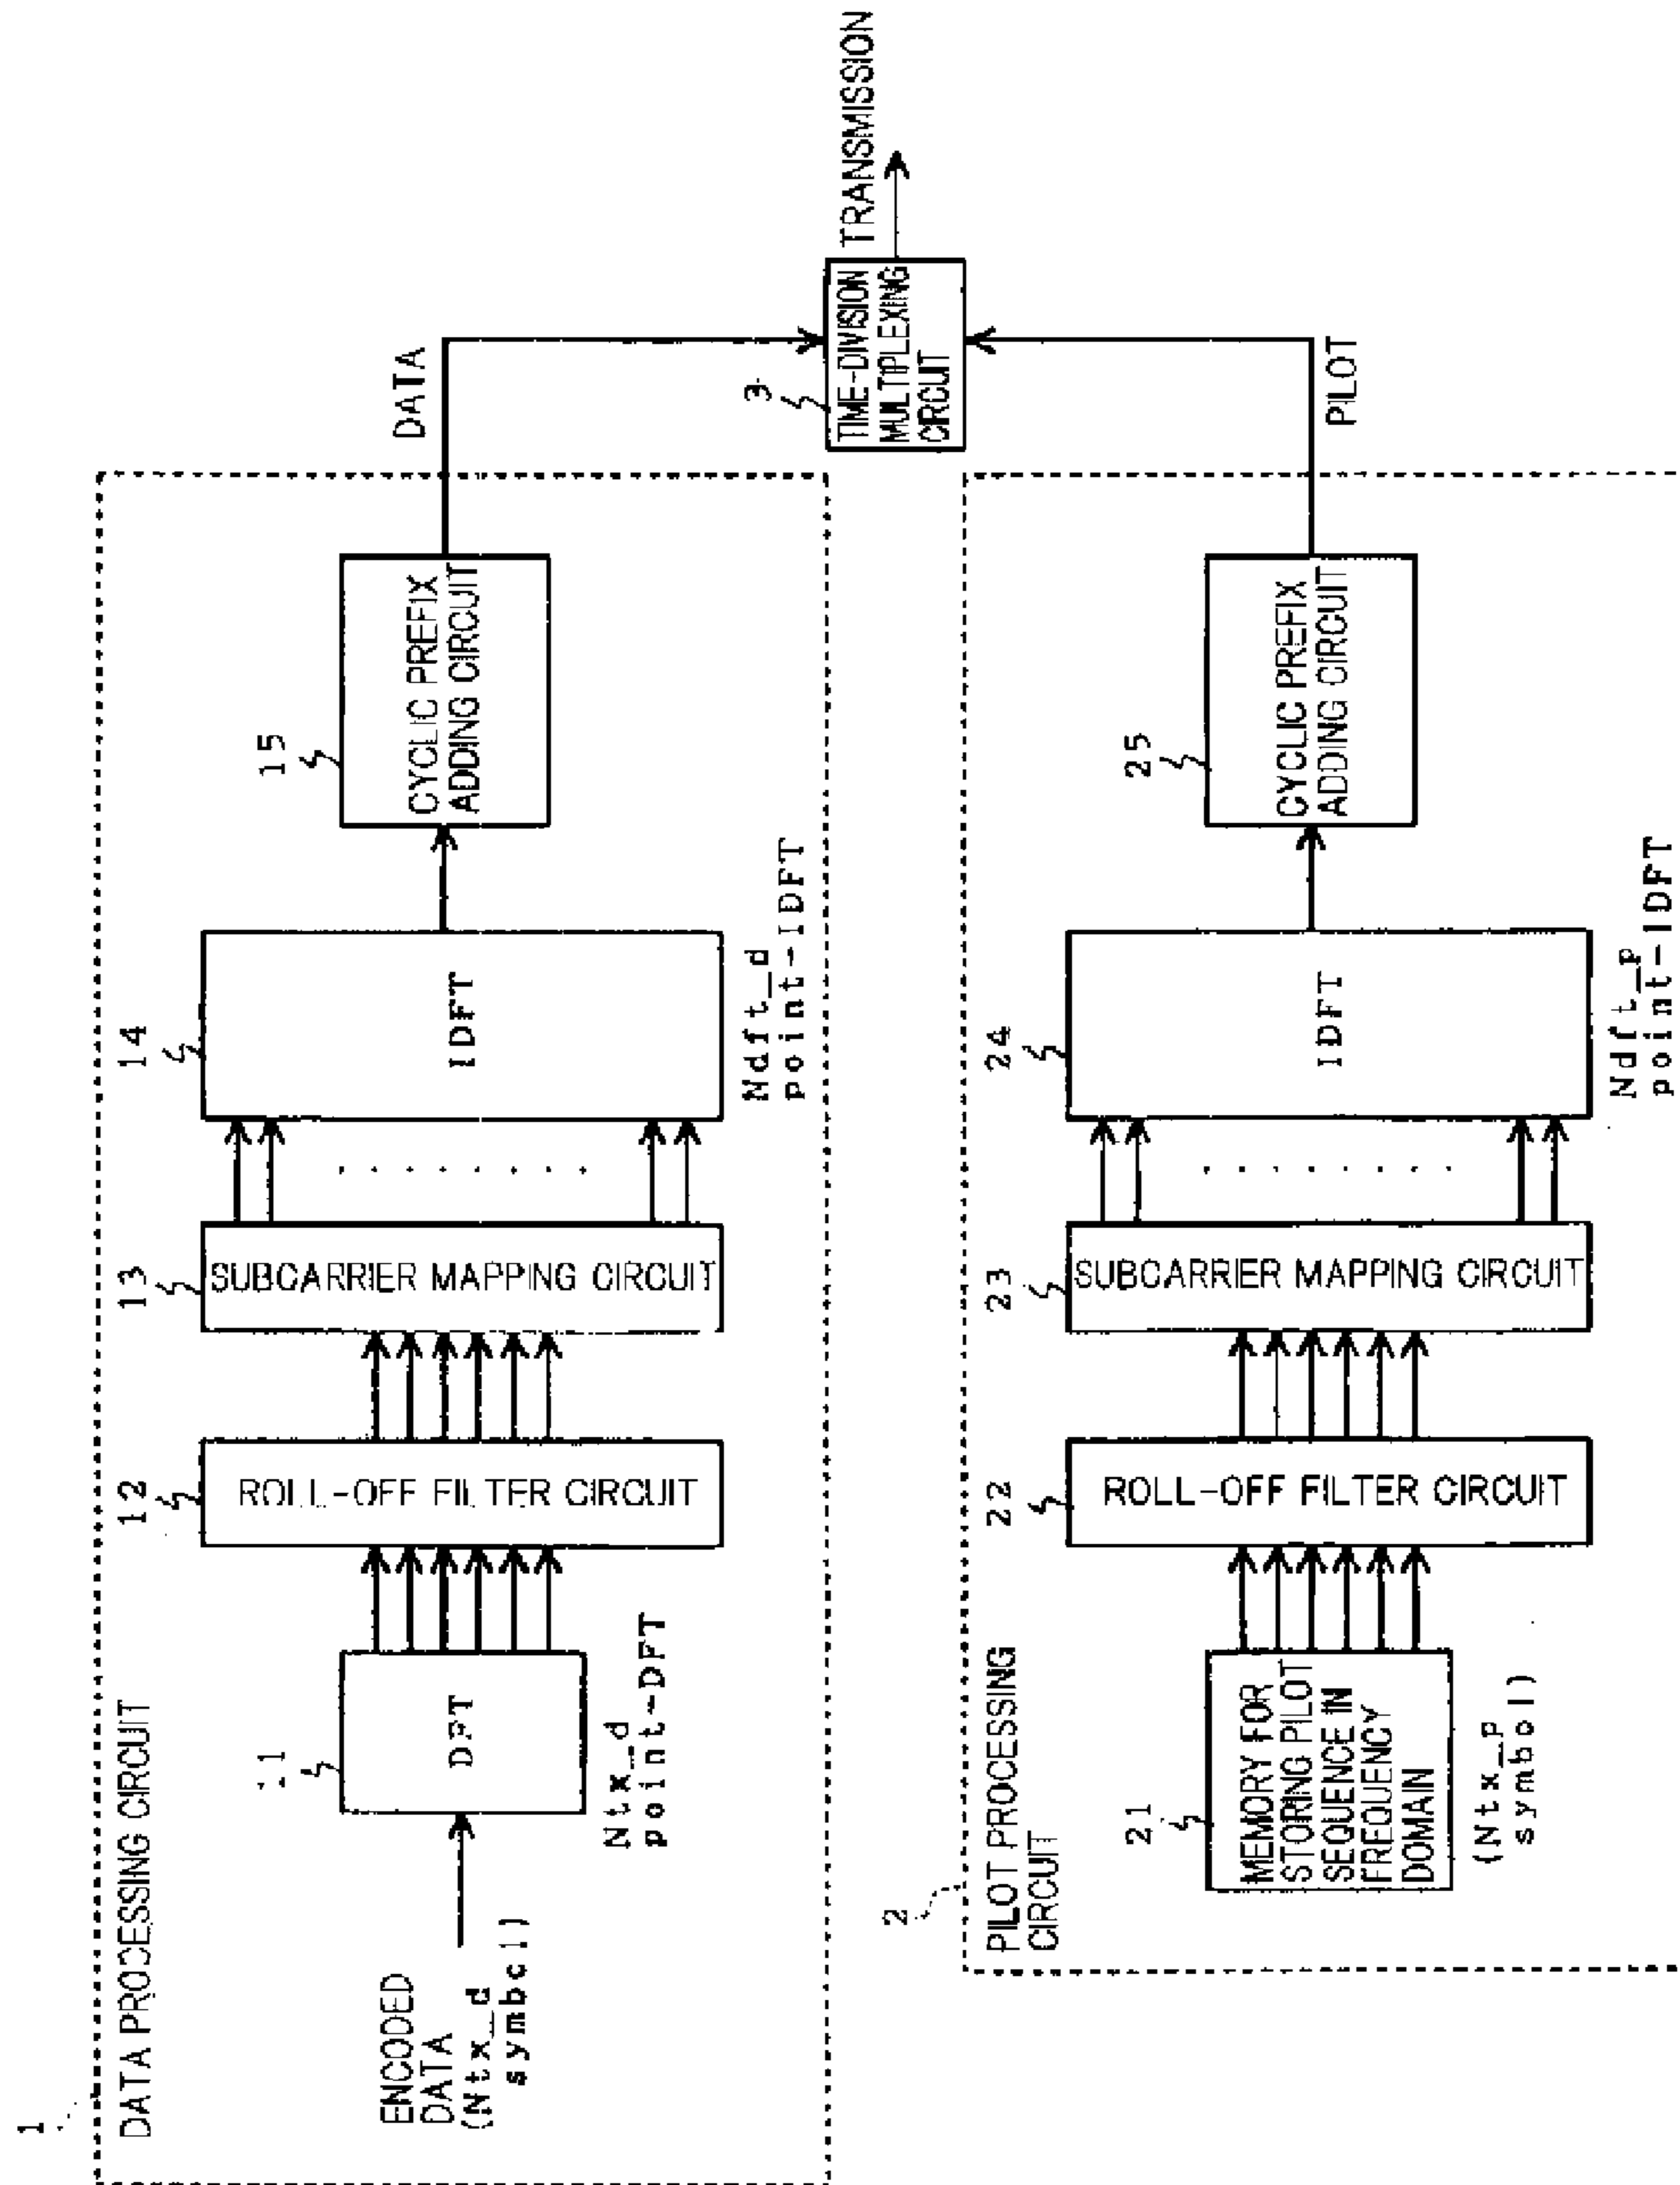 1
DATA PROCESSING CIRCUIT
ENCODED
DATA
(Ntx_d
symbol)
11
DFT
Ntx_d
point-DFT
12
ROLL-OFF FILTER CIRCUIT
13
SUBCARRIER MAPPING CIRCUIT
14
IDFT
Ndft_d
point-IDFT
15
CYCLIC PREFIX
ADDING CIRCUIT
DATA
3
TIME-DIVISION
MULTIPLEXING
CIRCUIT
TRANSMISSION
2
PILOT PROCESSING
CIRCUIT
21
MEMORY FOR
STORING PILOT
SEQUENCE IN
FREQUENCY
DOMAIN
(Ntx_p
symbol)
22
ROLL-OFF FILTER CIRCUIT
23
SUBCARRIER MAPPING CIRCUIT
24
IDFT
Ndft_p
point-IDFT
25
CYCLIC PREFIX
ADDING CIRCUIT
PILOT